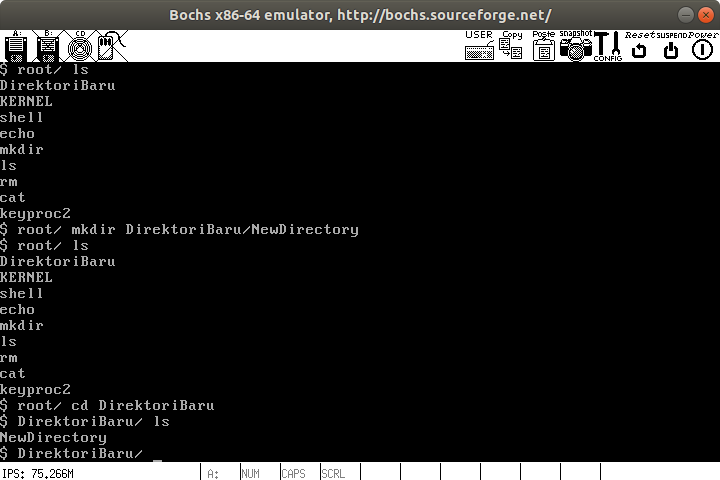 Bochs x86-64 emulator, http://bochs.sourceforge.net/
A: B: CD USER Copy Paste Snapshot CONFIG Reset SUSPEND Power
$ root/ ls
DirektoriBaru
KERNEL
shell
echo
mkdir
ls
rm
cat
keyproc2
$ root/ mkdir DirektoriBaru/NewDirectory
$ root/ ls
DirektoriBaru
KERNEL
shell
echo
mkdir
ls
rm
cat
keyproc2
$ root/ cd DirektoriBaru
$ DirektoriBaru/ ls
NewDirectory
$ DirektoriBaru/ _
IPS: 75.266M A: NUM CAPS SCRL